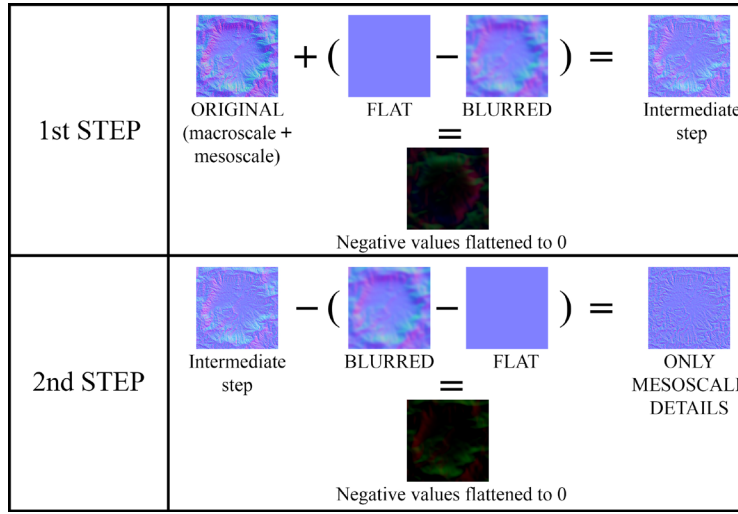 1st STEP
+ ( − ) =
ORIGINAL
(macroscale +
mesoscale)
FLAT
BLURRED
Intermediate
step
=
Negative values flattened to 0
2nd STEP
− ( − ) =
Intermediate
step
BLURRED
FLAT
ONLY
MESOSCALE
DETAILS
=
Negative values flattened to 0